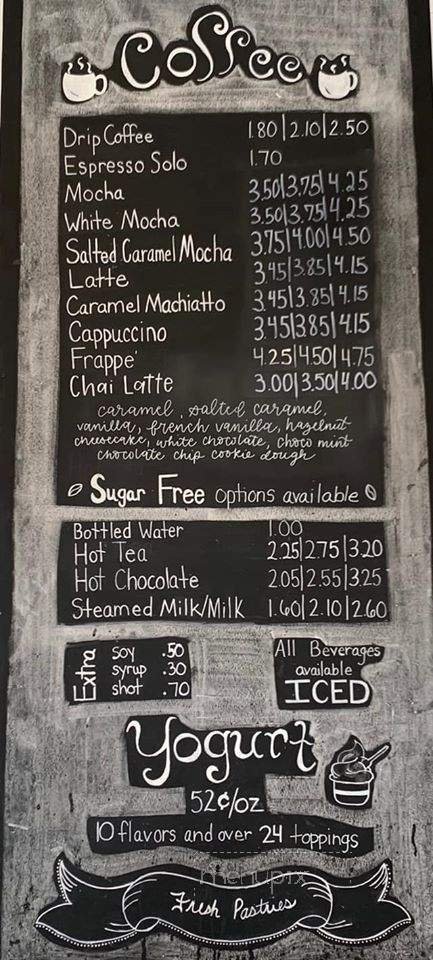 Coffee
Drip Coffee 1.80|2.10|2.50
Espresso Solo 1.70
Mocha 3.50|3.75|4.25
White Mocha 3.50|3.75|4.25
Salted Caramel Mocha 3.75|4.00|4.50
Latte 3.45|3.85|4.15
Caramel Machiatto 3.45|3.85|4.15
Cappuccino 3.45|3.85|4.15
Frappe' 4.25|4.50|4.75
Chai Latte 3.00|3.50|4.00
caramel, salted caramel,
vanilla, french vanilla, hazelnut
cheesecake, white chocolate, choco mint
chocolate chip cookie dough
Sugar Free options available
Bottled Water 1.00
Hot Tea 2.25|2.75|3.20
Hot Chocolate 2.05|2.55|3.25
Steamed Milk/Milk 1.60|2.10|2.60
Extra
soy .50
syrup .30
shot .70
All Beverages
available
ICED
Yogurt
52¢/oz
10 flavors and over 24 toppings
menupix
Fresh Pastries